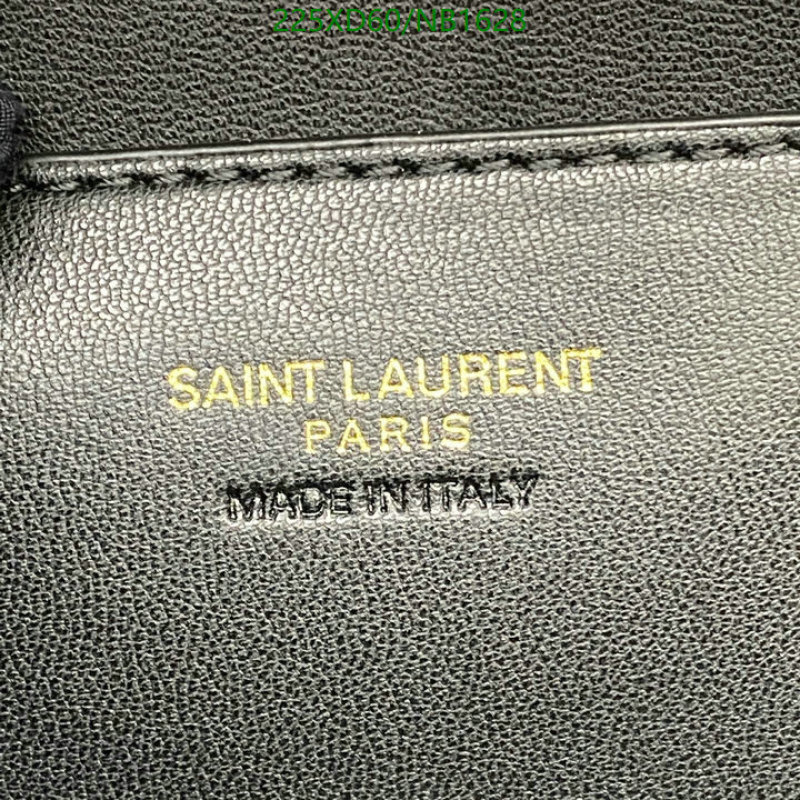 225XD60/NB1628
SAINT LAURENT
PARIS
MADE IN ITALY